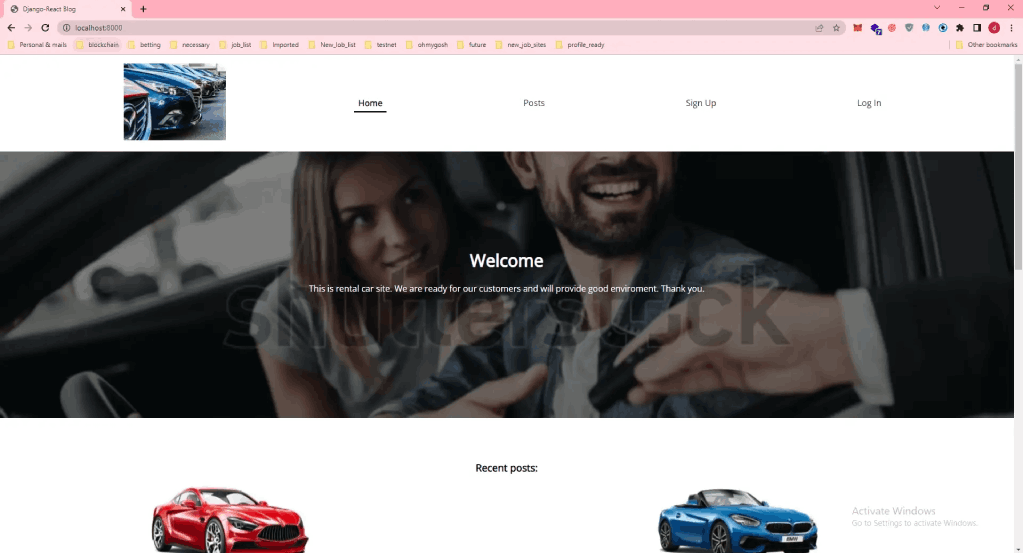 Django-React Blog
localhost:8000
Personal & mails blockchain betting necessary job_list Imported New_Job_list testnet ohmygosh future new_job_sites profile_ready Other bookmarks
Home Posts Sign Up Log In
Welcome
This is rental car site. We are ready for our customers and will provide good enviroment. Thank you.
shutterstock
Recent posts:
Activate Windows
Go to Settings to activate Windows.